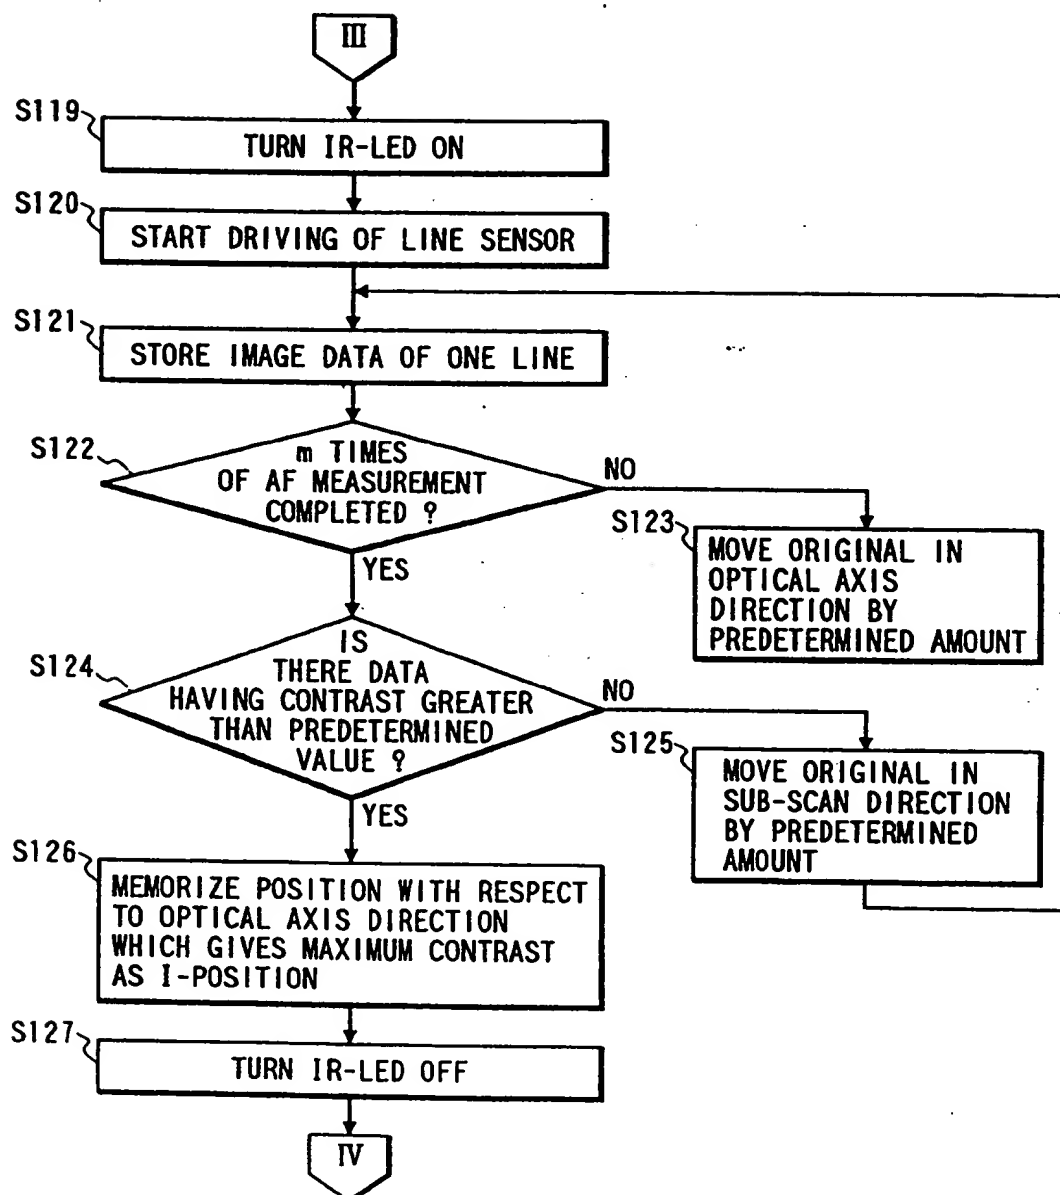 III
S119
TURN IR-LED ON
S120
START DRIVING OF LINE SENSOR
S121
STORE IMAGE DATA OF ONE LINE
S122
m TIMES
OF AF MEASUREMENT
COMPLETED ?
NO
YES
S123
MOVE ORIGINAL IN
OPTICAL AXIS
DIRECTION BY
PREDETERMINED AMOUNT
S124
IS
THERE DATA
HAVING CONTRAST GREATER
THAN PREDETERMINED
VALUE ?
NO
YES
S125
MOVE ORIGINAL IN
SUB-SCAN DIRECTION
BY PREDETERMINED
AMOUNT
S126
MEMORIZE POSITION WITH RESPECT
TO OPTICAL AXIS DIRECTION
WHICH GIVES MAXIMUM CONTRAST
AS I-POSITION
S127
TURN IR-LED OFF
IV